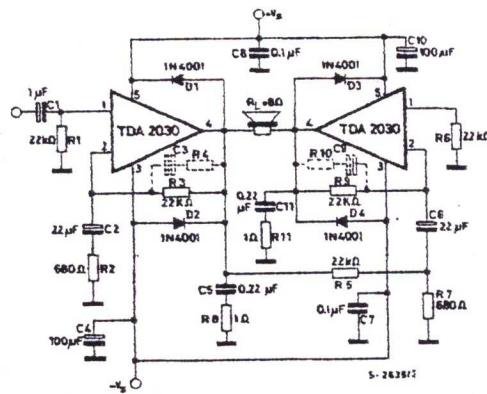 +Vs
C10
100µF
C8
0.1µF
1N4001
D1
1N4001
D3
5
5
1µF
C1
1
TDA 2030
4
RL=8Ω
4
TDA 2030
1
22kΩ
R1
2
3
C3
R4
R10
C9
2
3
R6
22kΩ
R3
22KΩ
0.22
µF
C11
R9
22KΩ
22µF
C2
D2
1N4001
1Ω
R11
D4
1N4001
C6
22µF
680Ω
R2
22kΩ
R5
C5
0.22µF
R8
1Ω
0.1µF
C7
R7
680Ω
C4
100µF
-Vs